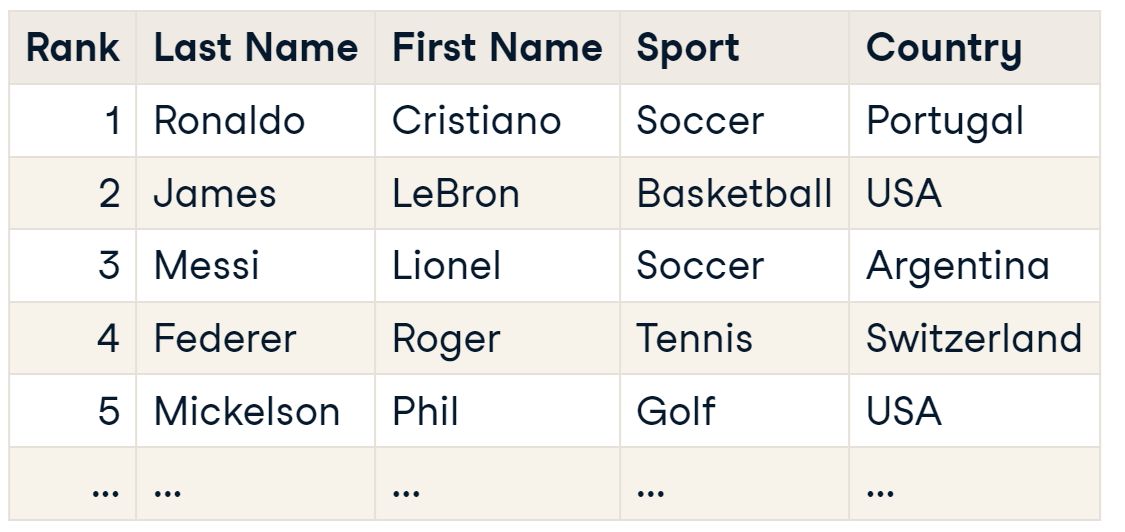 Rank Last Name First Name Sport Country
1 Ronaldo Cristiano Soccer Portugal
2 James LeBron Basketball USA
3 Messi Lionel Soccer Argentina
4 Federer Roger Tennis Switzerland
5 Mickelson Phil Golf USA
... ... ... ... ...